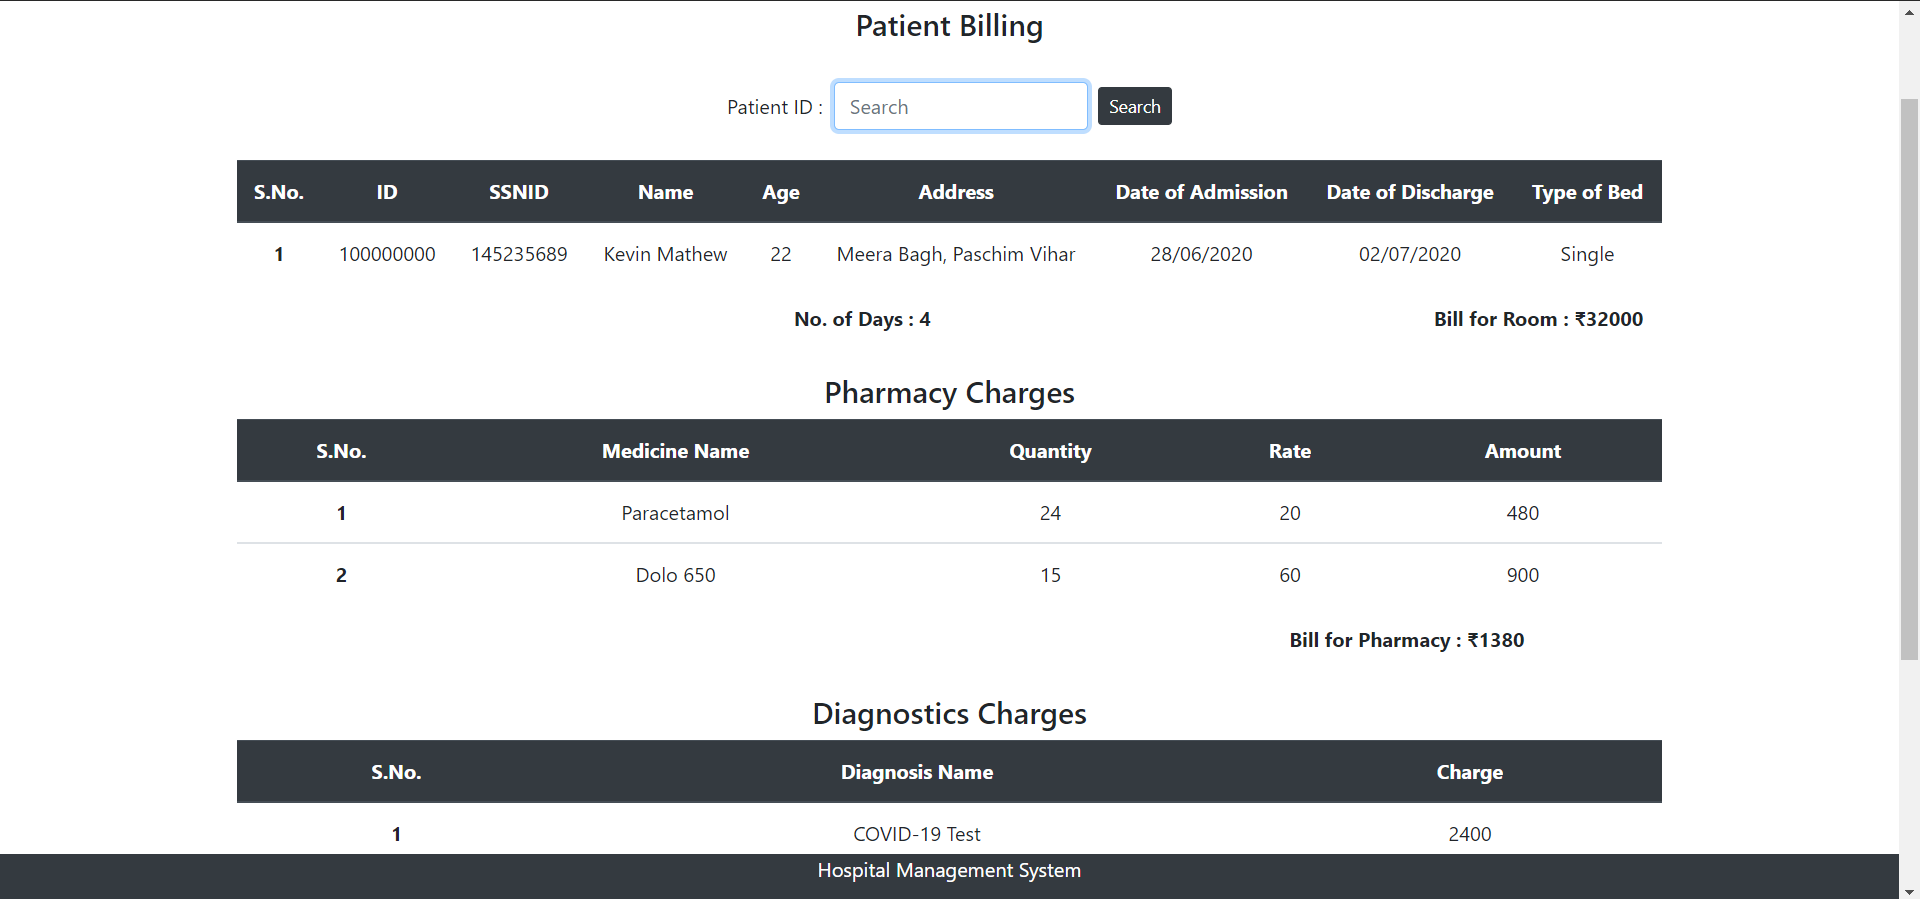 Patient Billing
Patient ID : Search Search
S.No. ID SSNID Name Age Address Date of Admission Date of Discharge Type of Bed
1 100000000 145235689 Kevin Mathew 22 Meera Bagh, Paschim Vihar 28/06/2020 02/07/2020 Single
No. of Days : 4 Bill for Room : ₹32000
Pharmacy Charges
S.No. Medicine Name Quantity Rate Amount
1 Paracetamol 24 20 480
2 Dolo 650 15 60 900
Bill for Pharmacy : ₹1380
Diagnostics Charges
S.No. Diagnosis Name Charge
1 COVID-19 Test 2400
Hospital Management System